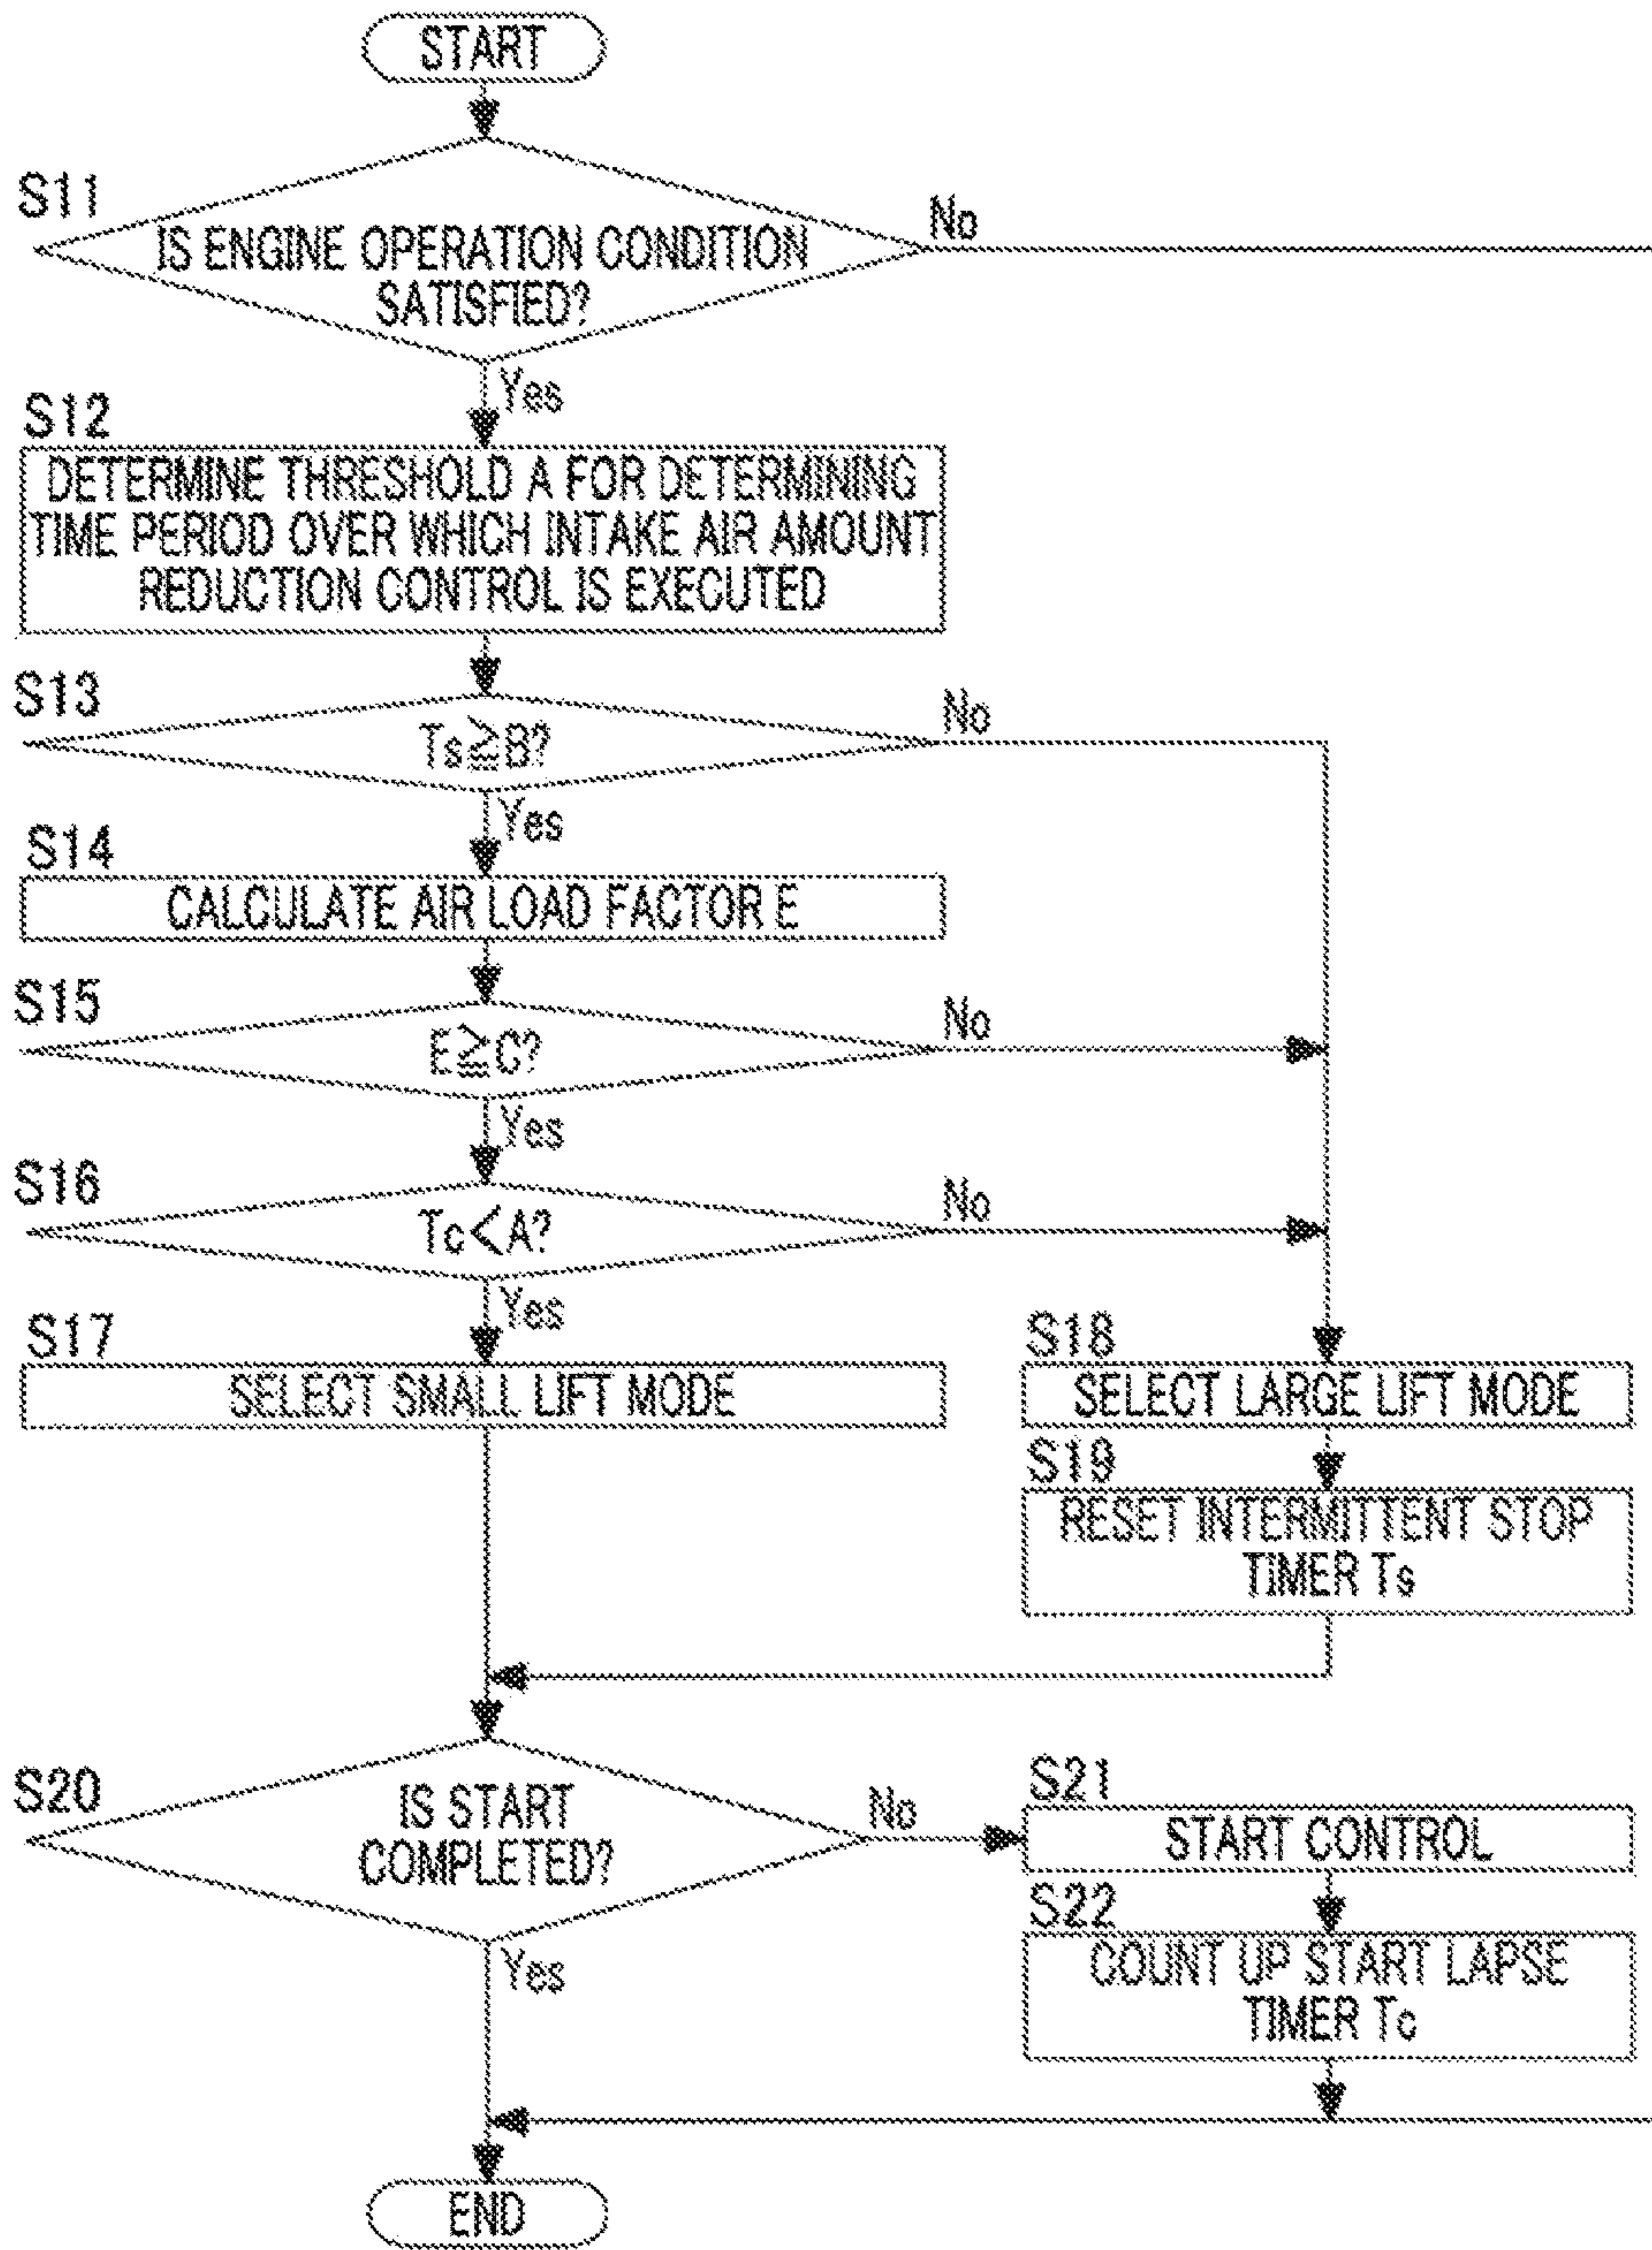 START
S11
No
IS ENGINE OPERATION CONDITION
SATISFIED?
Yes
S12
DETERMINE THRESHOLD A FOR DETERMINING
TIME PERIOD OVER WHICH INTAKE AIR AMOUNT
REDUCTION CONTROL IS EXECUTED
S13
No
Ts≧B?
Yes
S14
CALCULATE AIR LOAD FACTOR E
S15
No
E≧C?
Yes
S16
No
Tc<A?
Yes
S17
SELECT SMALL LIFT MODE
S18
SELECT LARGE LIFT MODE
S19
RESET INTERMITTENT STOP
TIMER Ts
S20
IS START
COMPLETED?
No
Yes
S21
START CONTROL
S22
COUNT UP START LAPSE
TIMER Tc
END